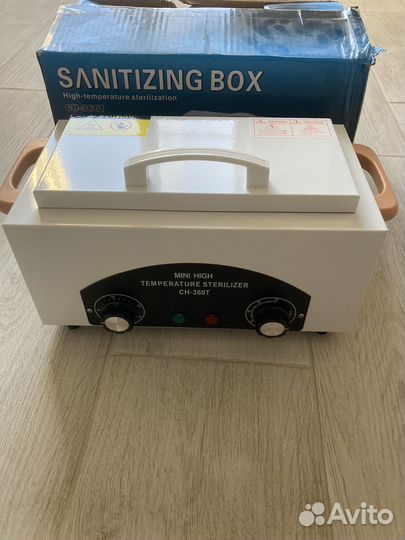 SANITIZING BOX
High-temperature sterilization
CH-360T
MINI HIGH
TEMPERATURE STERILIZER
CH-360T
Avito